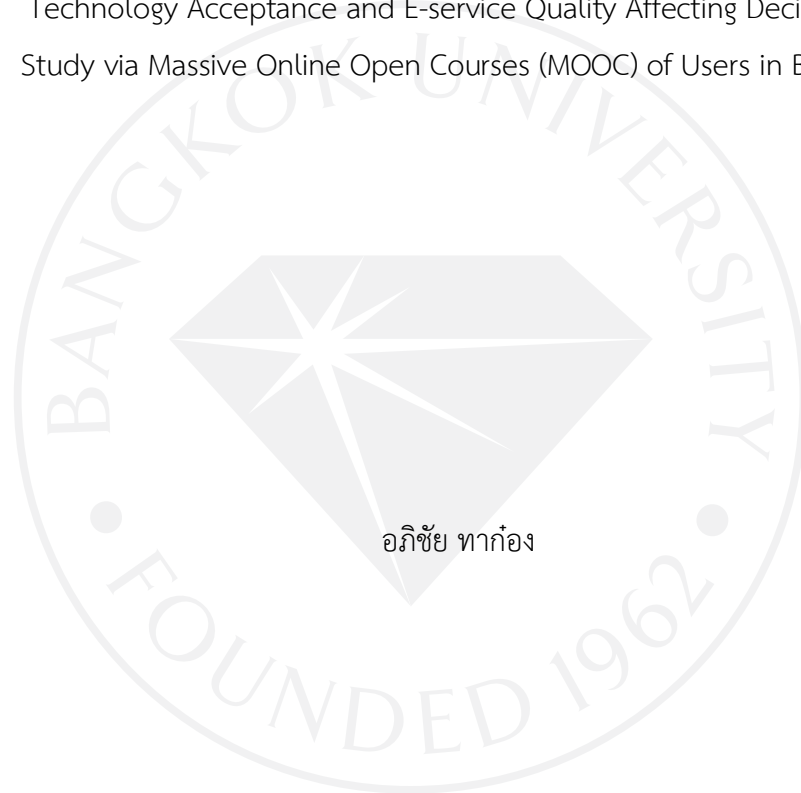 Technology Acceptance and E-service Quality Affecting Deci
Study via Massive Online Open Courses (MOOC) of Users in B
BANGKOK UNIVERSITY
อภิชัย ทาก๋อง
• FOUNDED 1962 •